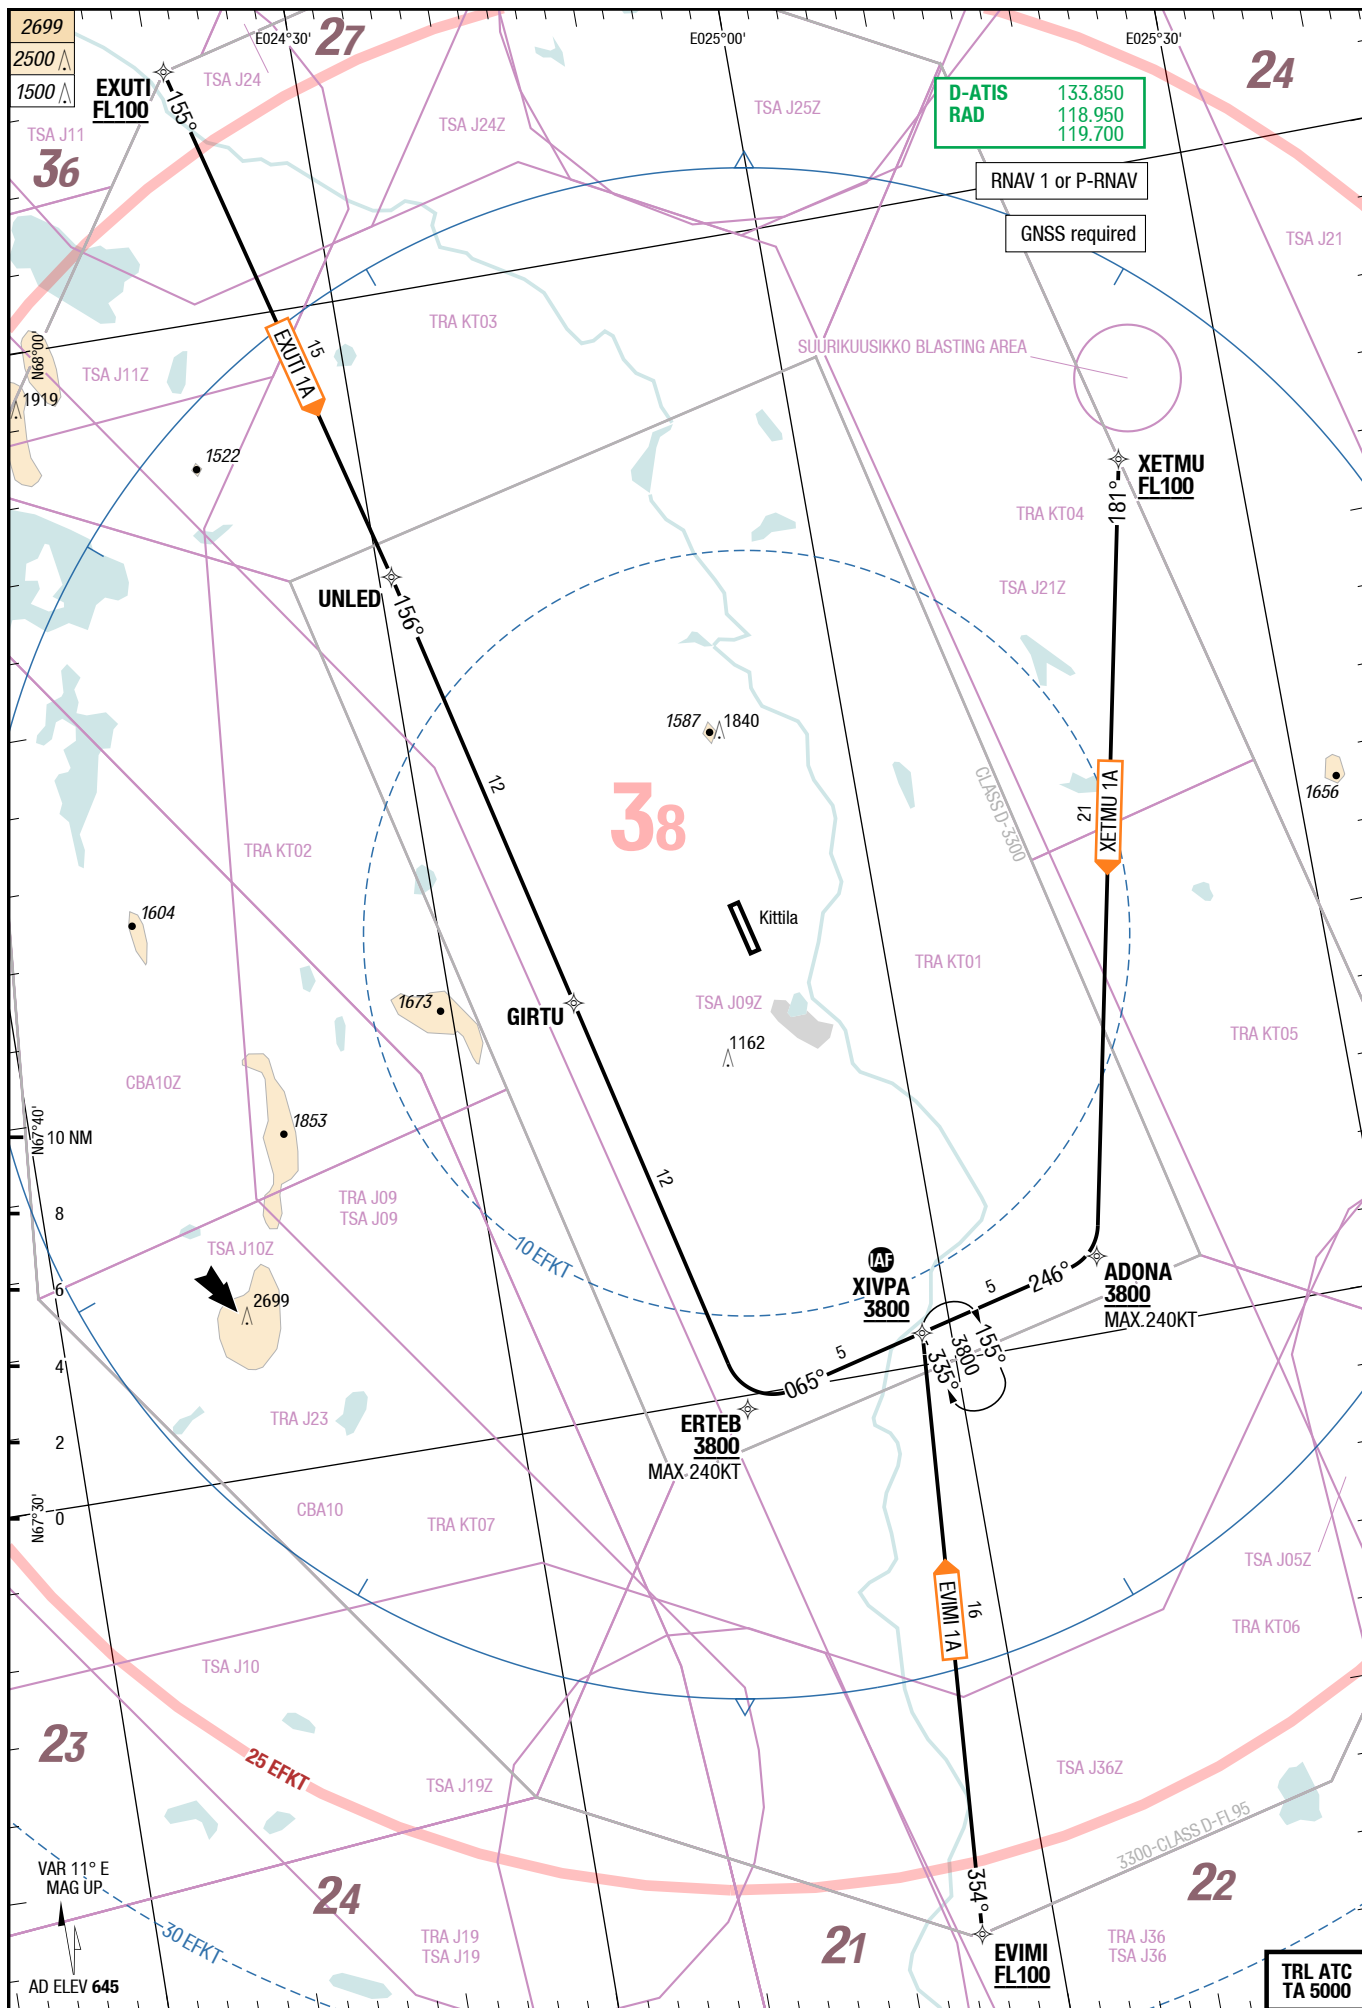 2699
2500
1500
E024°30'
27
E025°00'
E025°30'
24
EXUTI
FL100
155°
TSA J24
TSA J24Z
TSA J25Z
D-ATIS 133.850
RAD 118.950
119.700
TSA J11
36
RNAV 1 or P-RNAV
GNSS required
TSA J21
TRA KT03
15
EXUTI 1A
SUURIKUUSIKKO BLASTING AREA
N68°00'
TSA J11Z
1919
1522
XETMU
FL100
181°
TRA KT04
TSA J21Z
UNLED
156°
1587
1840
12
38
CLASS D-3300
21
XETMU 1A
1656
TRA KT02
Kittila
1604
TRA KT01
1673
GIRTU
TSA J09Z
1162
TRA KT05
CBA10Z
1853
N67°40'
10 NM
8
6
4
2
0
12
TRA J09
TSA J09
TSA J10Z
10 EFKT
2699
IAF
XIVPA
3800
5
246°
ADONA
3800
MAX 240KT
155°
3800
335°
5
065°
ERTEB
3800
MAX 240KT
TRA J23
N67°30'
CBA10
TRA KT07
TSA J05Z
EVIMI 1A
16
TRA KT06
TSA J10
23
25 EFKT
TSA J19Z
TSA J36Z
3300-CLASS D-FL95
VAR 11° E
MAG UP
24
354°
22
30 EFKT
TRA J19
TSA J19
21
EVIMI
FL100
TRA J36
TSA J36
AD ELEV 645
TRL ATC
TA 5000